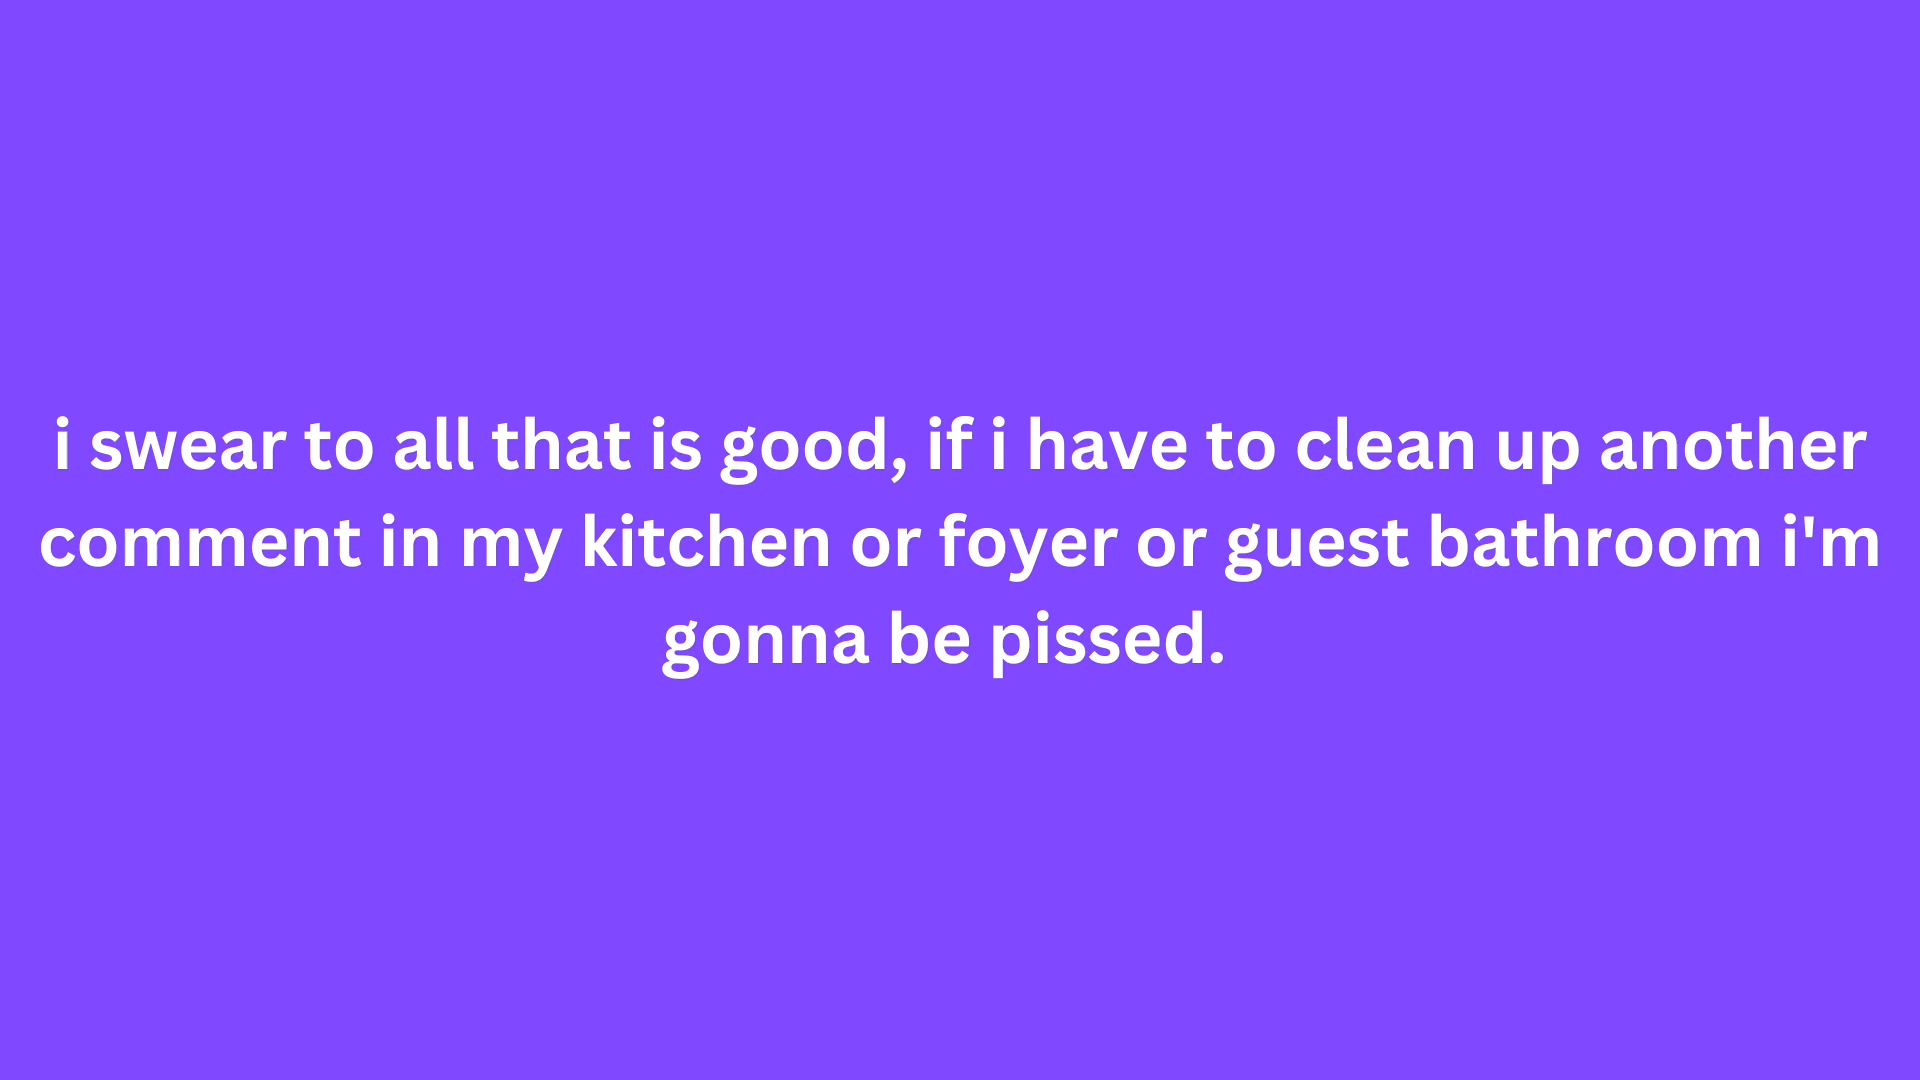 i swear to all that is good, if i have to clean up another
comment in my kitchen or foyer or guest bathroom i'm
gonna be pissed.